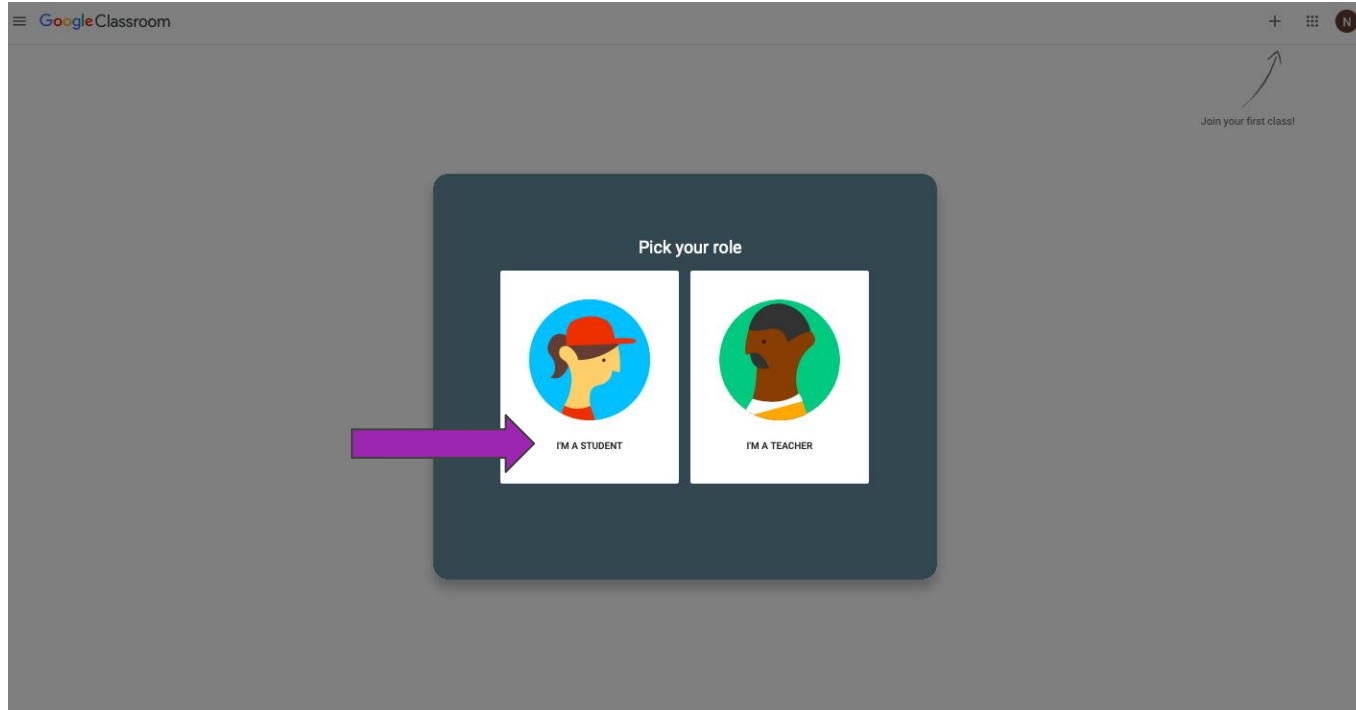 Google Classroom
N
Join your first class!
Pick your role
I'M A STUDENT
I'M A TEACHER